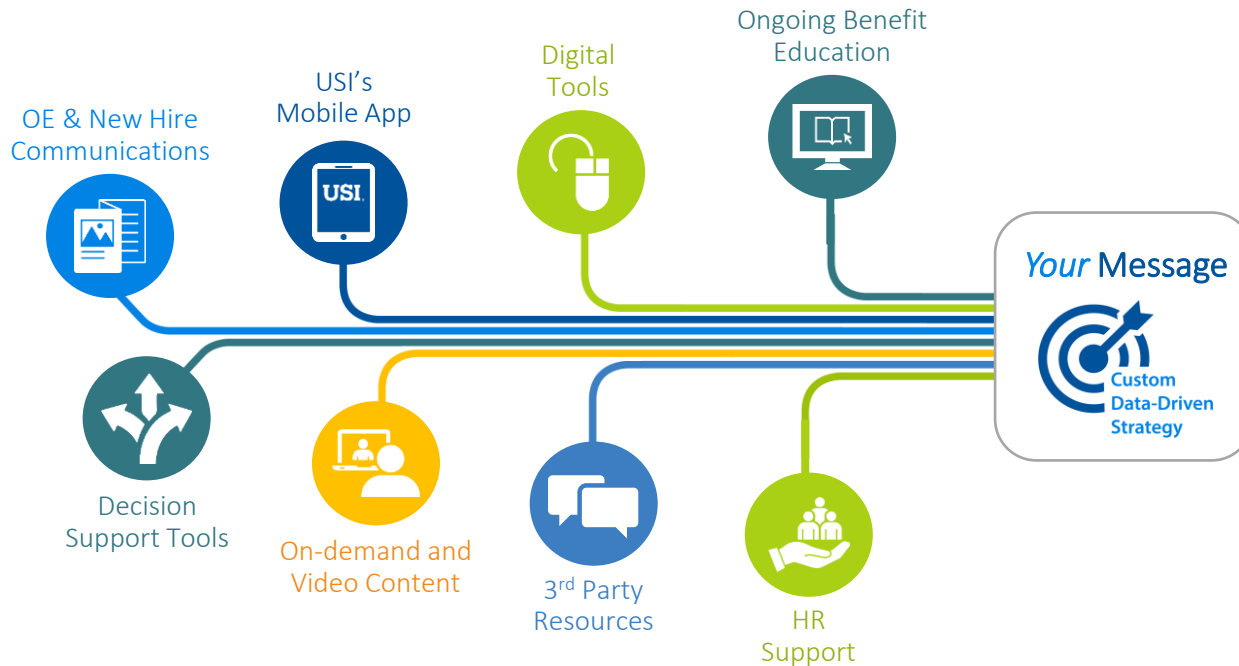 Ongoing Benefit
Education
Digital
Tools
USI’s
Mobile App
OE & New Hire
Communications
USI.
Your Message
Custom
Data-Driven
Strategy
Decision
Support Tools
On-demand and
Video Content
3rd Party
Resources
HR
Support